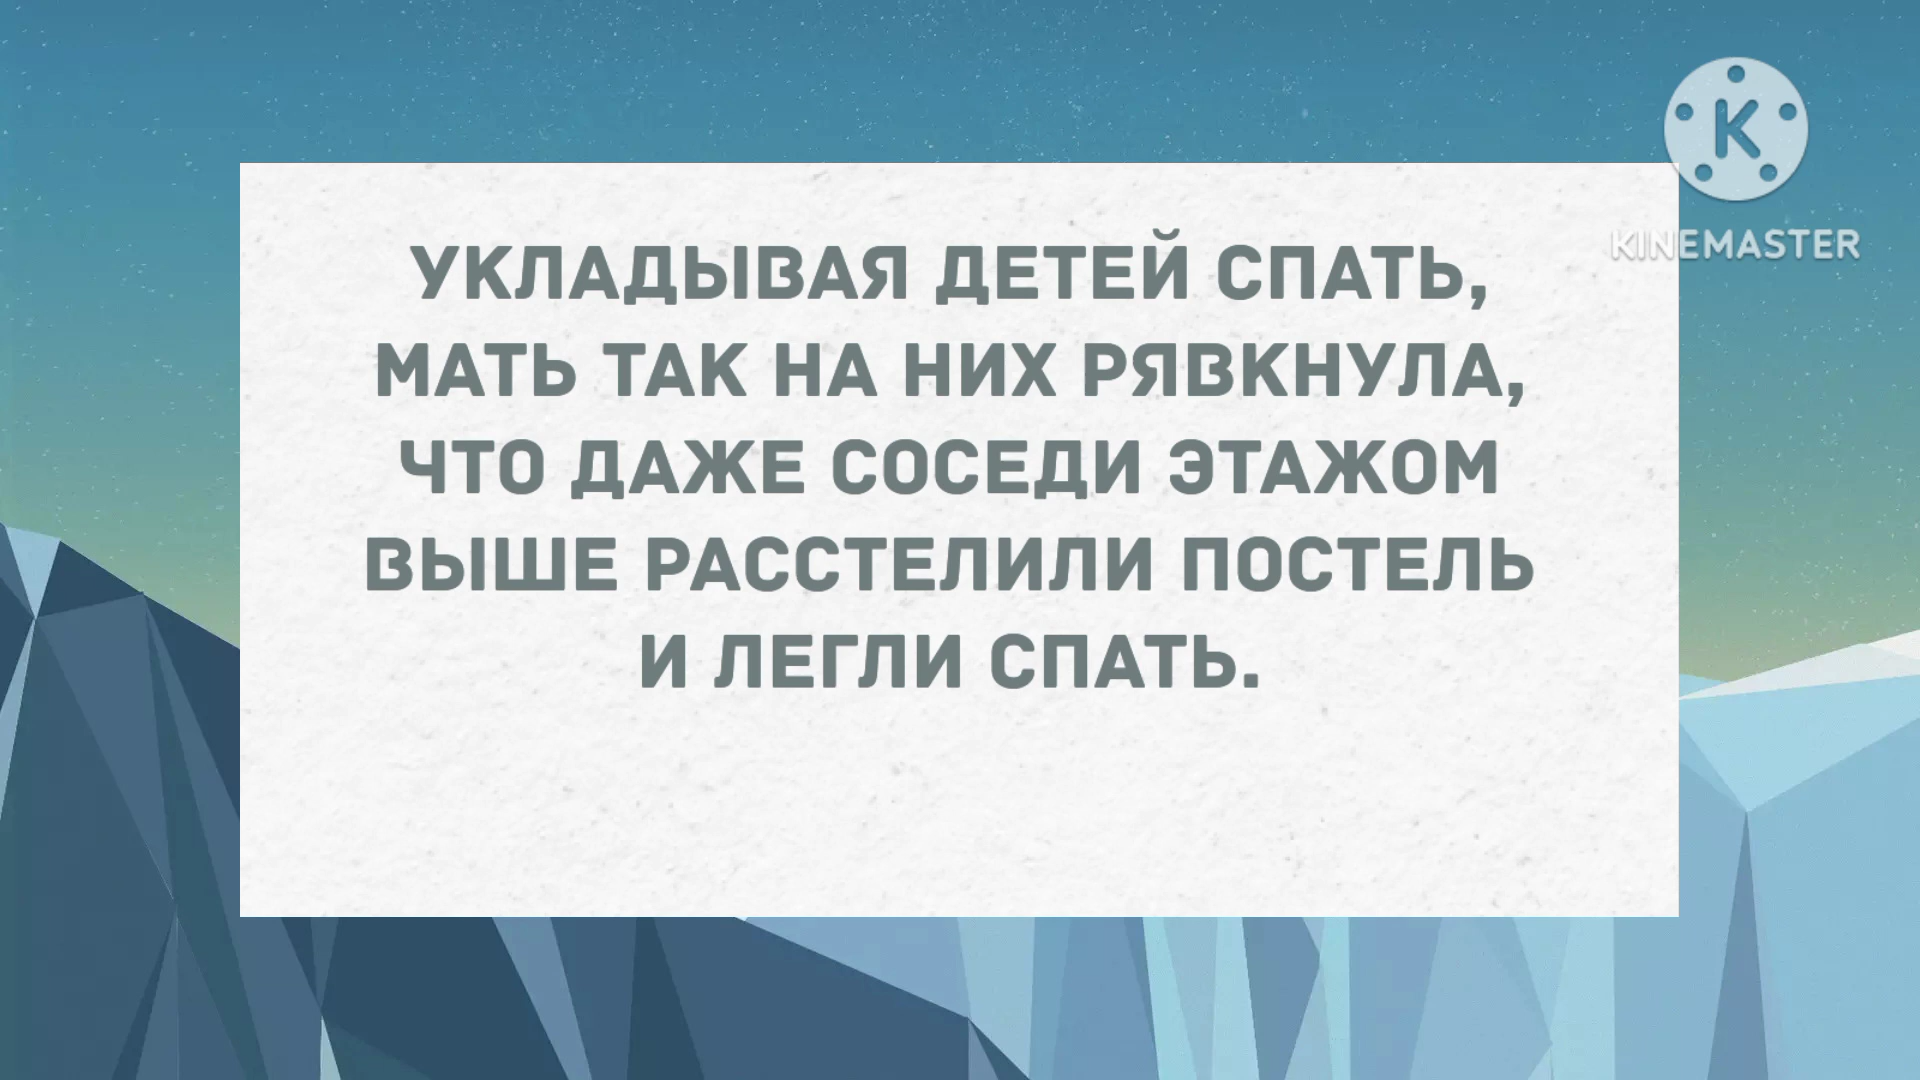 УКЛАДЫВАЯ ДЕТЕЙ СПАТЬ,
МАТЬ ТАК НА НИХ РЯВКНУЛА,
ЧТО ДАЖЕ СОСЕДИ ЭТАЖОМ
ВЫШЕ РАССТЕЛИЛИ ПОСТЕЛЬ
И ЛЕГЛИ СПАТЬ.
K
KINEMASTER